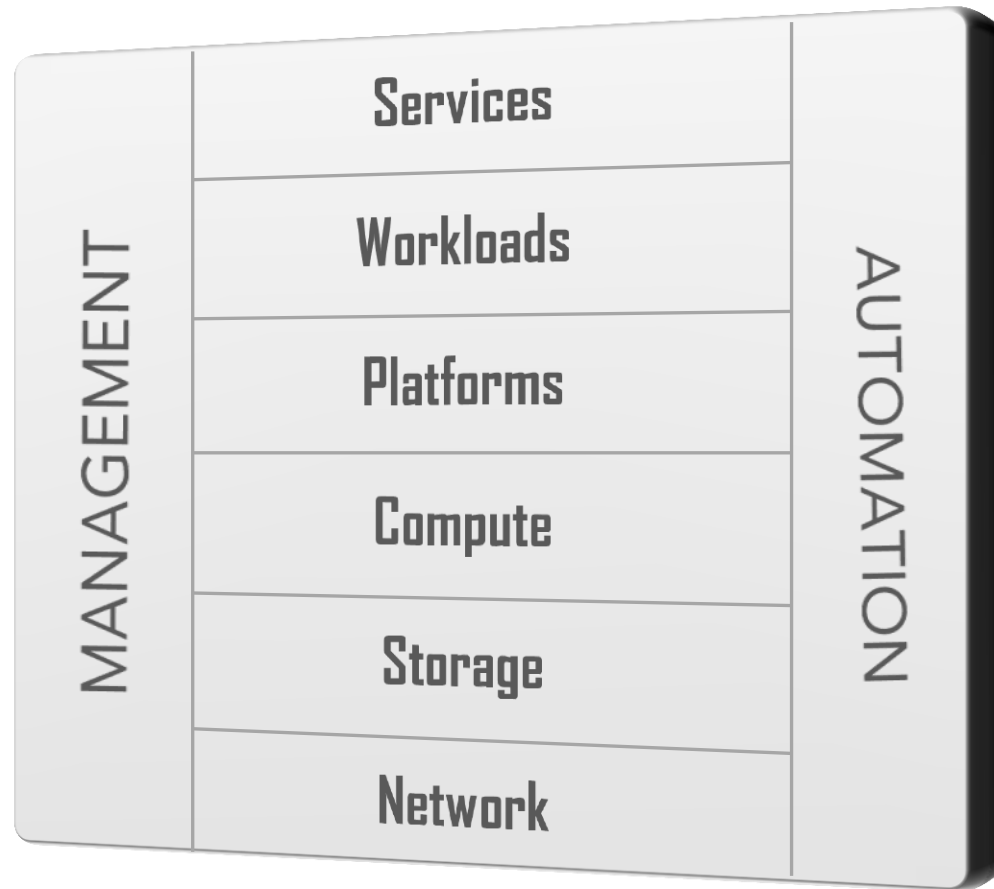 MANAGEMENT
Services
Workloads
Platforms
Compute
Storage
Network
AUTOMATION